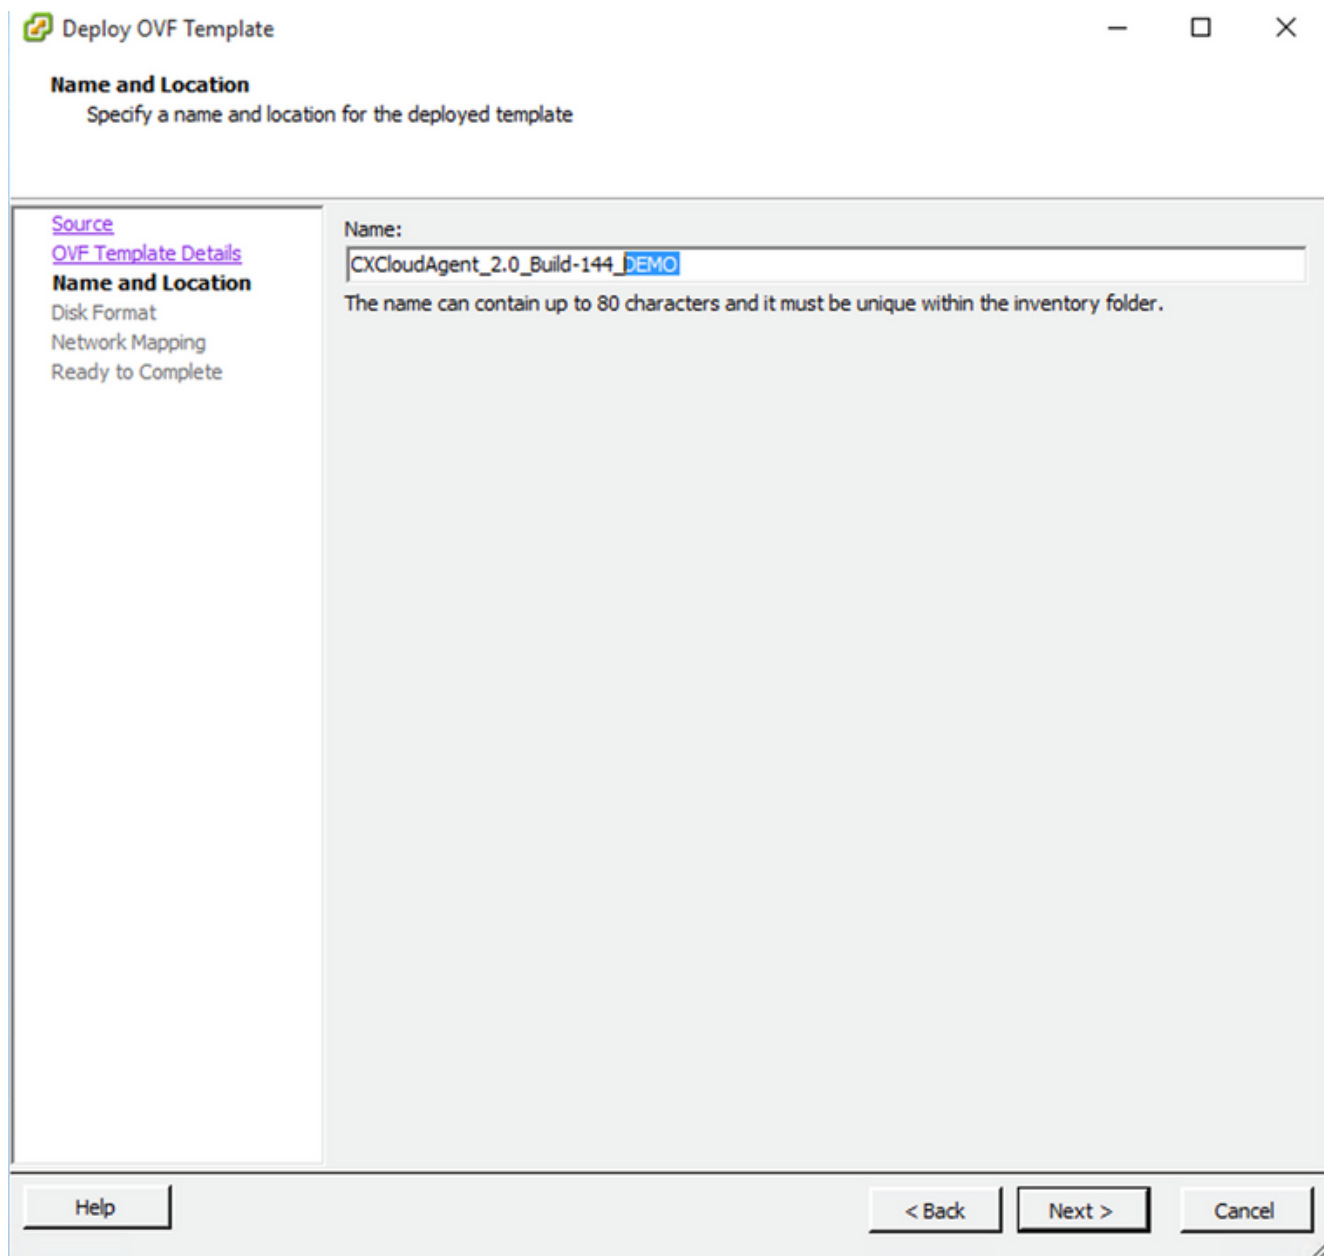 Deploy OVF Template
Name and Location
Specify a name and location for the deployed template
Source
OVF Template Details
Name and Location
Disk Format
Network Mapping
Ready to Complete
Name:
CXCloudAgent_2.0_Build-144_DEMO
The name can contain up to 80 characters and it must be unique within the inventory folder.
Help
< Back
Next >
Cancel